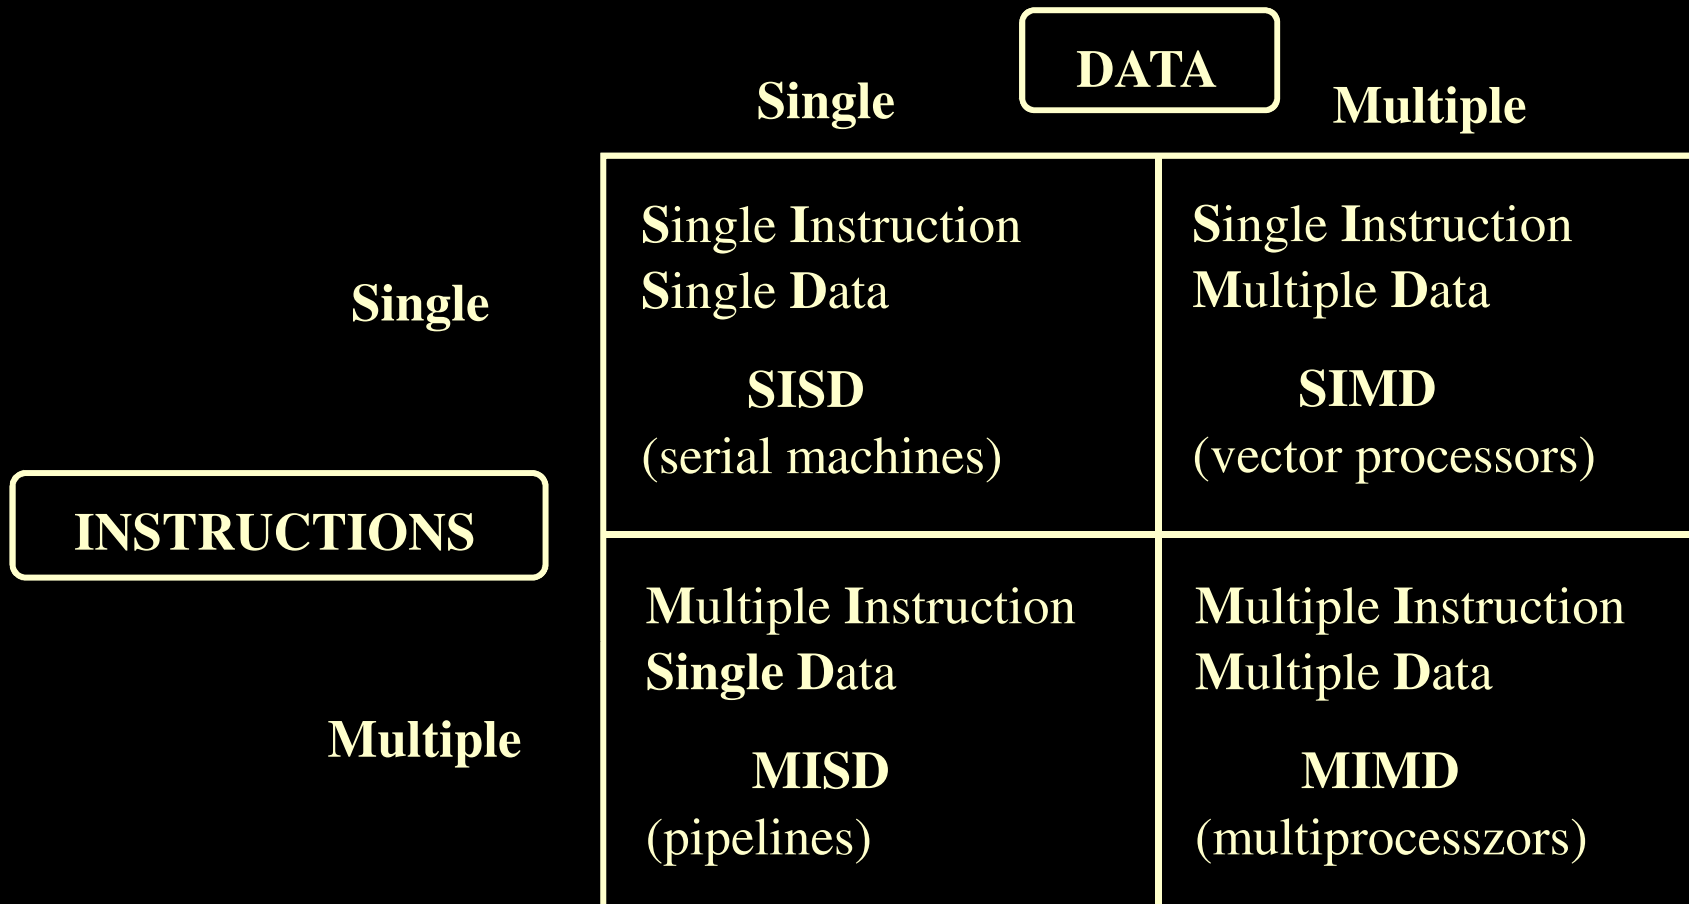 DATA
Single
Multiple
Single Instruction
Single Data
SISD
(serial machines)
Single Instruction
Multiple Data
SIMD
(vector processors)
Single
INSTRUCTIONS
Multiple
Multiple Instruction
Single Data
MISD
(pipelines)
Multiple Instruction
Multiple Data
MIMD
(multiprocesszors)